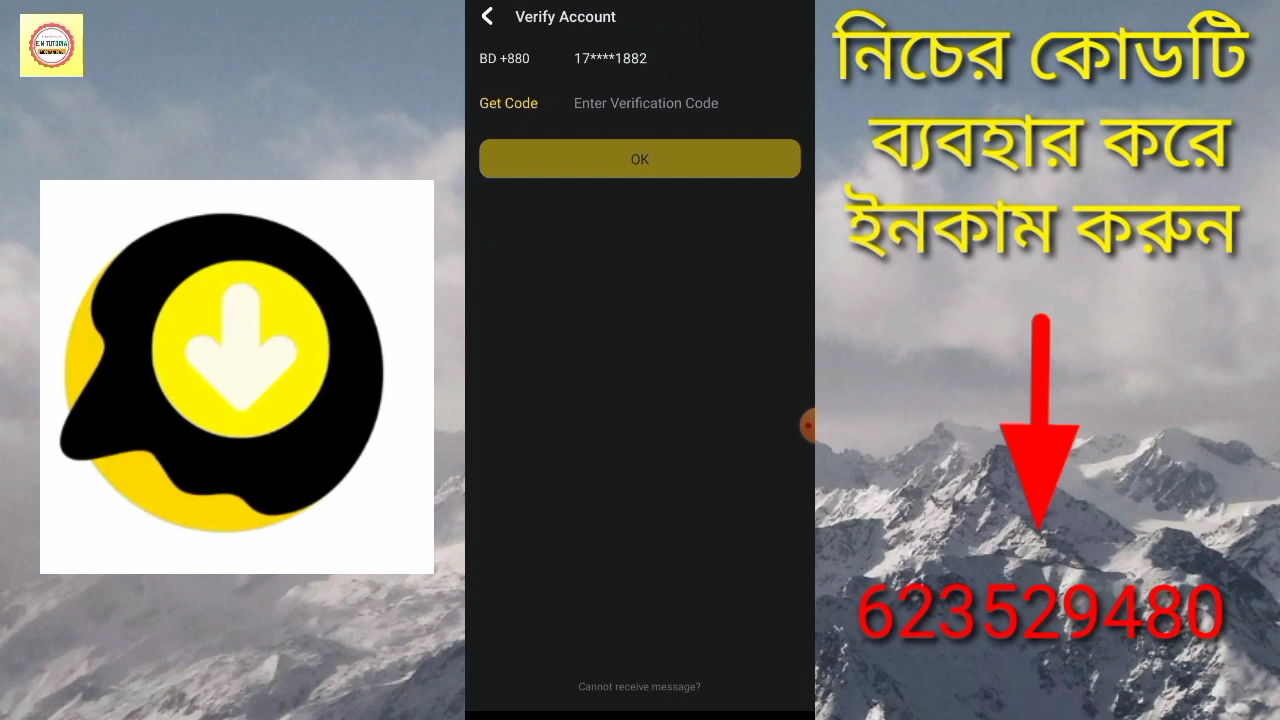 E.N TUTORIA
Verify Account
BD +880 17****1882
Get Code Enter Verification Code
OK
Cannot receive message?
নিচের কোডটি
ব্যবহার করে
ইনকাম করুন
623529480